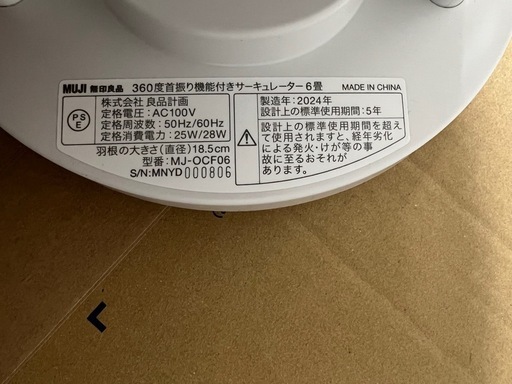 MUJI 無印良品 360度首振り機能付きサーキュレーター6畳 MADE IN CHINA
PSE
株式会社 良品計画
定格電圧：AC100V
定格周波数：50Hz/60Hz
定格消費電力：25W/28W
羽根の大きさ（直径）18.5cm
型番：MJ-OCF06
S/N:MNYD000806
製造年：2024年
設計上の標準使用期間：5年
設計上の標準使用期間を超え
て使用されますと、経年劣化
による発火・けが等の事
故に至るおそれが
あります。